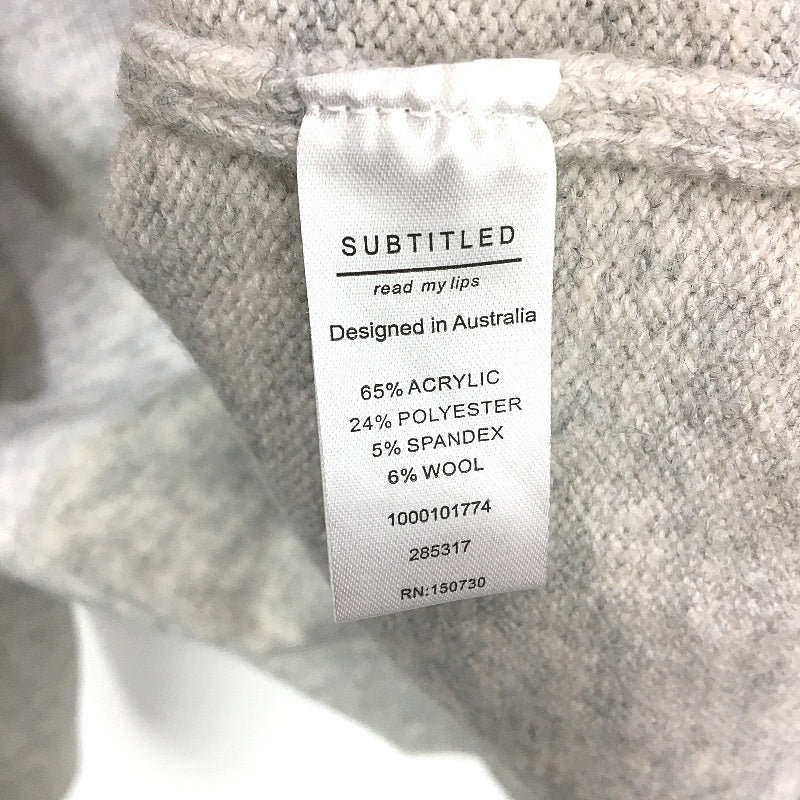 SUBTITLED
read my lips
Designed in Australia
65% ACRYLIC
24% POLYESTER
5% SPANDEX
6% WOOL
1000101774
285317
RN:150730